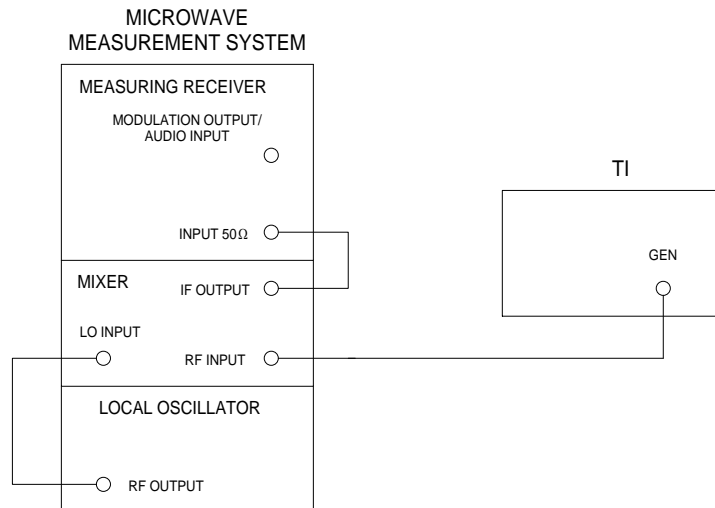 MICROWAVE
MEASUREMENT SYSTEM
MEASURING RECEIVER
MODULATION OUTPUT/
AUDIO INPUT
TI
INPUT 50Ω
GEN
MIXER
IF OUTPUT
LO INPUT
RF INPUT
LOCAL OSCILLATOR
RF OUTPUT